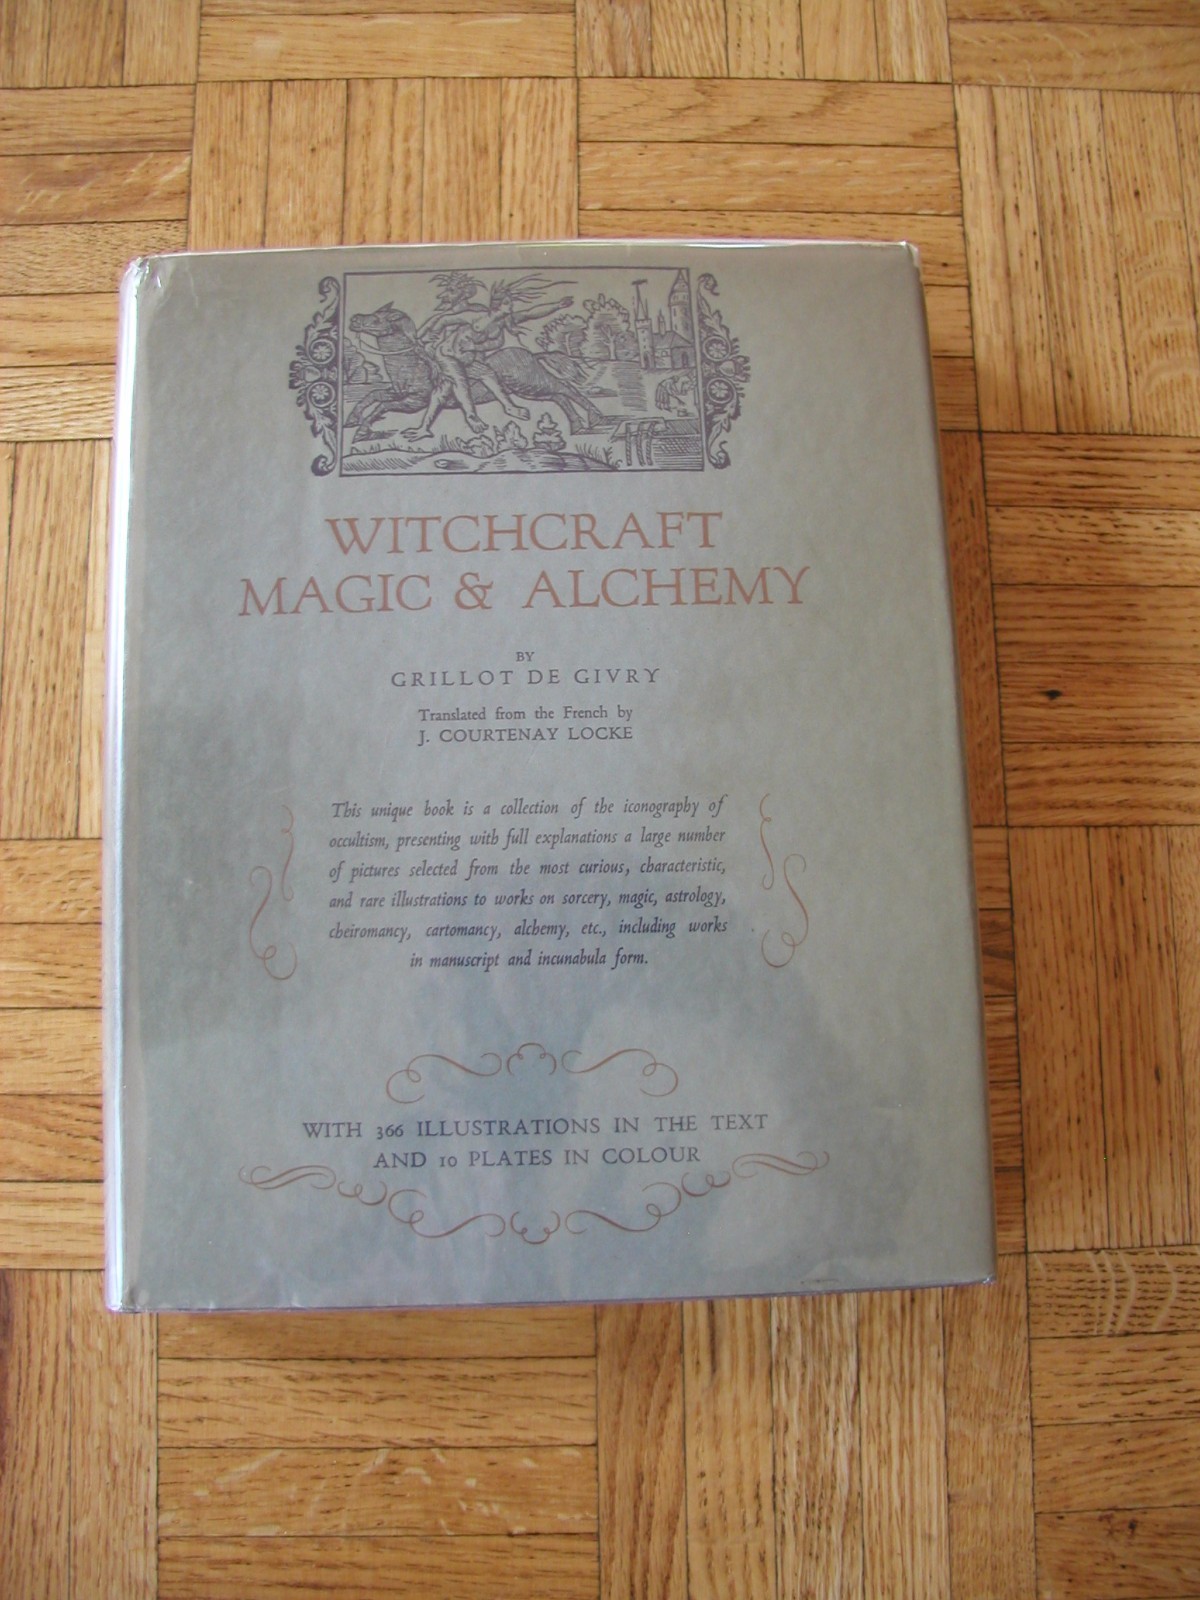 WITCHCRAFT
MAGIC & ALCHEMY
BY
GRILLOT DE GIVRY
Translated from the French by
J. COURTENAY LOCKE
This unique book is a collection of the iconography of
occultism, presenting with full explanations a large number
of pictures selected from the most curious, characteristic,
and rare illustrations to works on sorcery, magic, astrology,
cheiromancy, cartomancy, alchemy, etc., including works
in manuscript and incunabula form.
WITH 366 ILLUSTRATIONS IN THE TEXT
AND 10 PLATES IN COLOUR